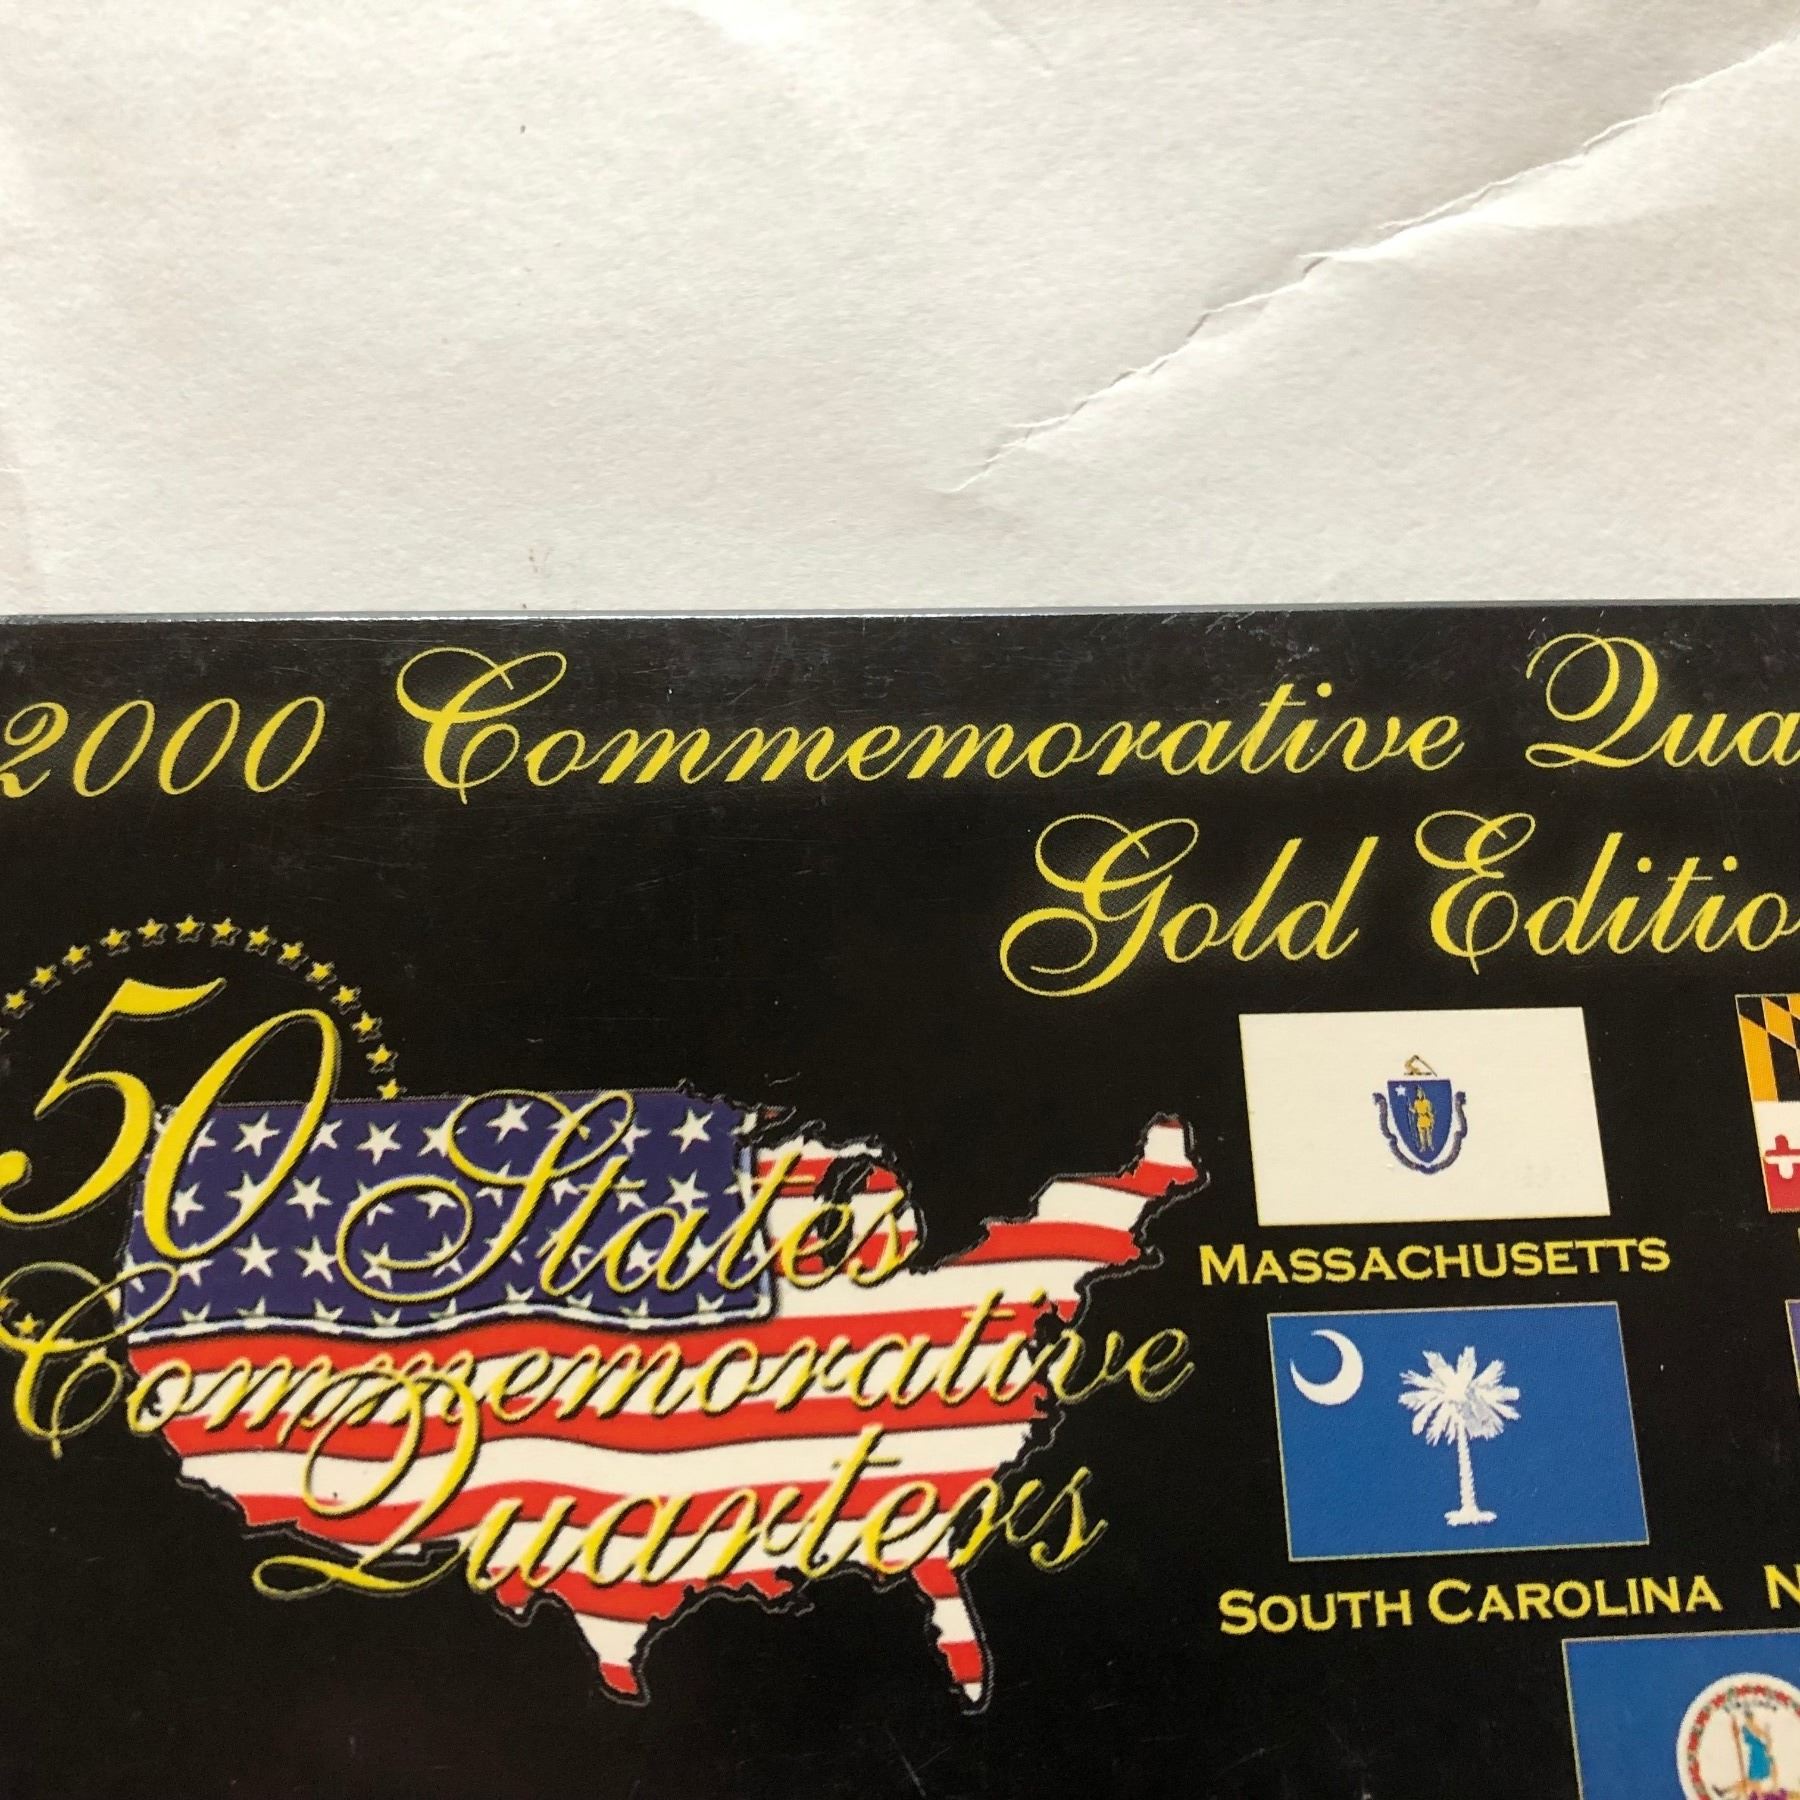 2000 Commemorative Qua
Gold Editio
50 States
Commemorative
Quarters
MASSACHUSETTS
SOUTH CAROLINA N